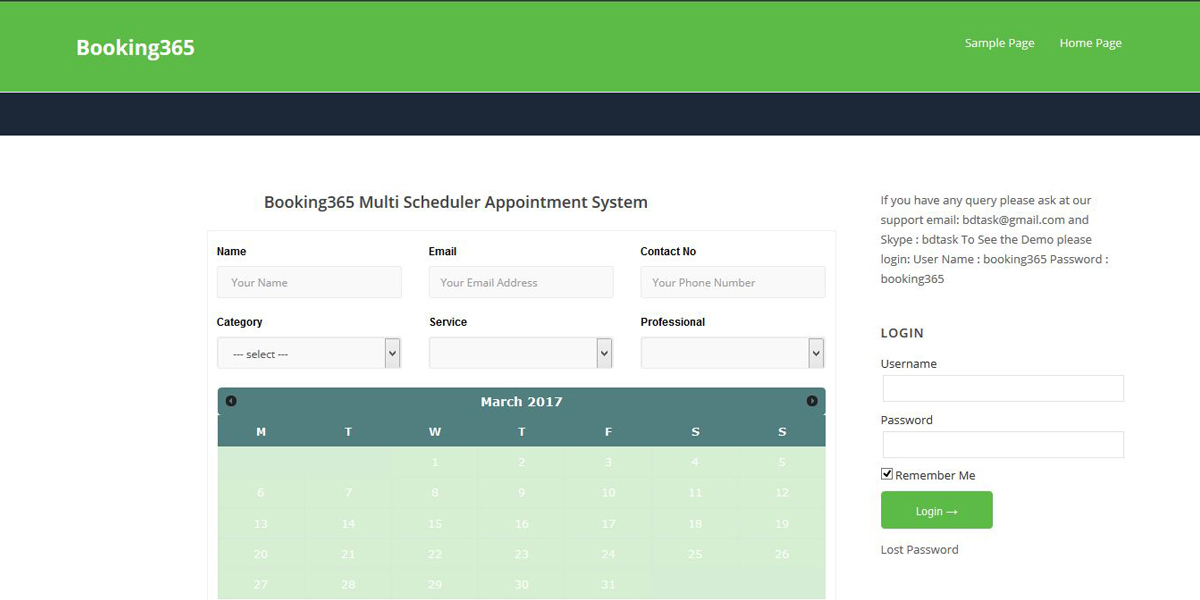 Booking365
Sample Page Home Page
Booking365 Multi Scheduler Appointment System
Name Email Contact No
Your Name Your Email Address Your Phone Number
Category Service Professional
--- select ---
March 2017
M T W T F S S
1 2 3 4 5
6 7 8 9 10 11 12
13 14 15 16 17 18 19
20 21 22 23 24 25 26
27 28 29 30 31
If you have any query please ask at our
support email: bdtask@gmail.com and
Skype : bdtask To See the Demo please
login: User Name : booking365 Password :
booking365
LOGIN
Username
Password
Remember Me
Login →
Lost Password